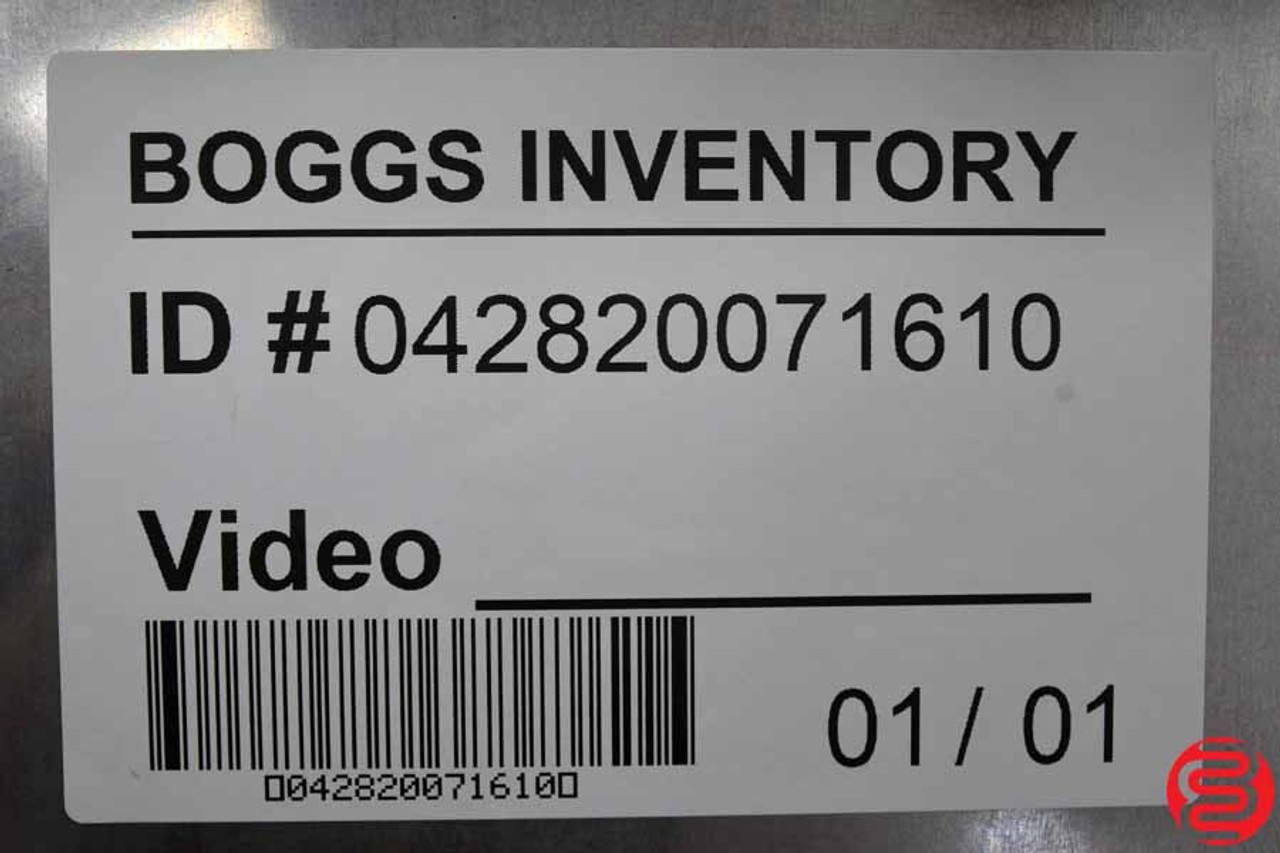 BOGGS INVENTORY
ID # 042820071610
Video
▯042820071610▯
01 / 01